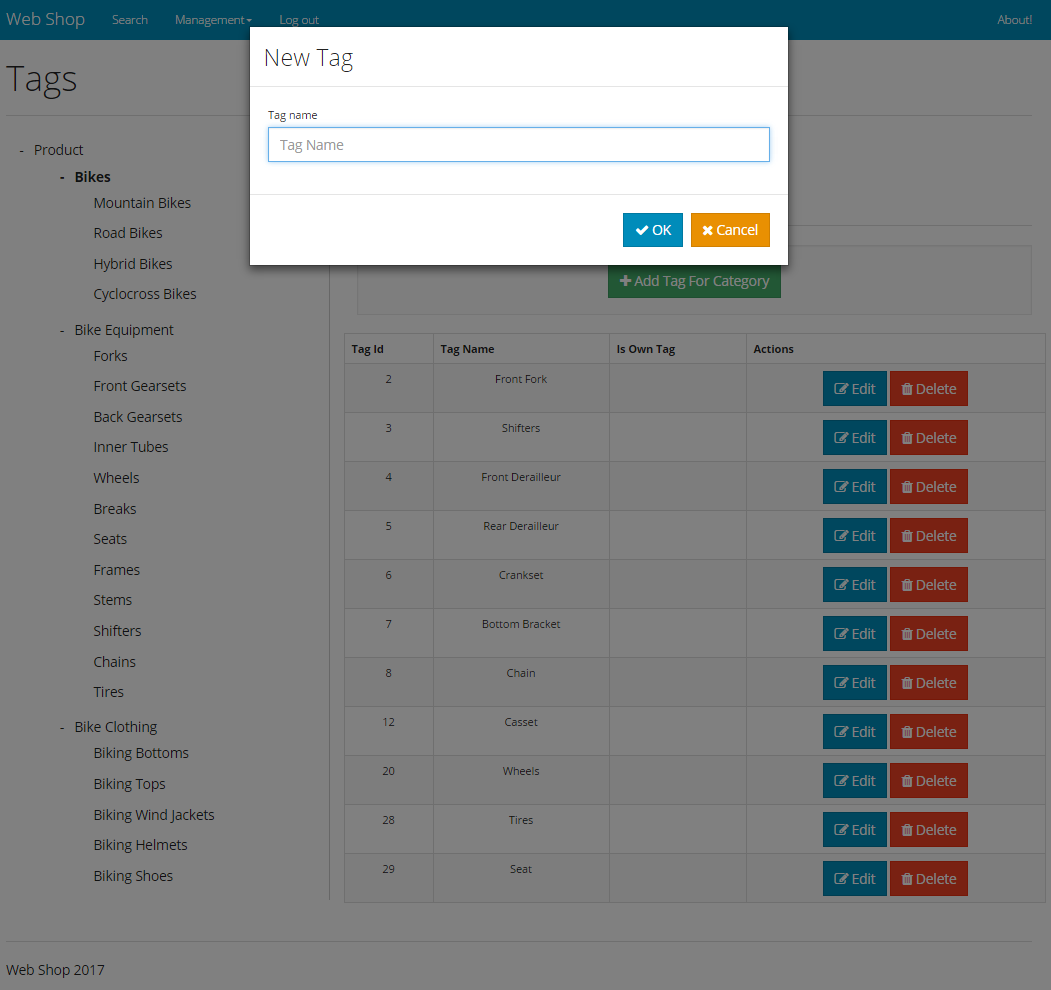 Web Shop Search Management Log out About!
New Tag
Tags
Tag name
Tag Name
OK Cancel
- Product
- Bikes
Mountain Bikes
Road Bikes
Hybrid Bikes
Cyclocross Bikes
- Bike Equipment
Forks
Front Gearsets
Back Gearsets
Inner Tubes
Wheels
Breaks
Seats
Frames
Stems
Shifters
Chains
Tires
- Bike Clothing
Biking Bottoms
Biking Tops
Biking Wind Jackets
Biking Helmets
Biking Shoes
Add Tag For Category
Tag Id Tag Name Is Own Tag Actions
2 Front Fork Edit Delete
3 Shifters Edit Delete
4 Front Derailleur Edit Delete
5 Rear Derailleur Edit Delete
6 Crankset Edit Delete
7 Bottom Bracket Edit Delete
8 Chain Edit Delete
12 Casset Edit Delete
20 Wheels Edit Delete
28 Tires Edit Delete
29 Seat Edit Delete
Web Shop 2017